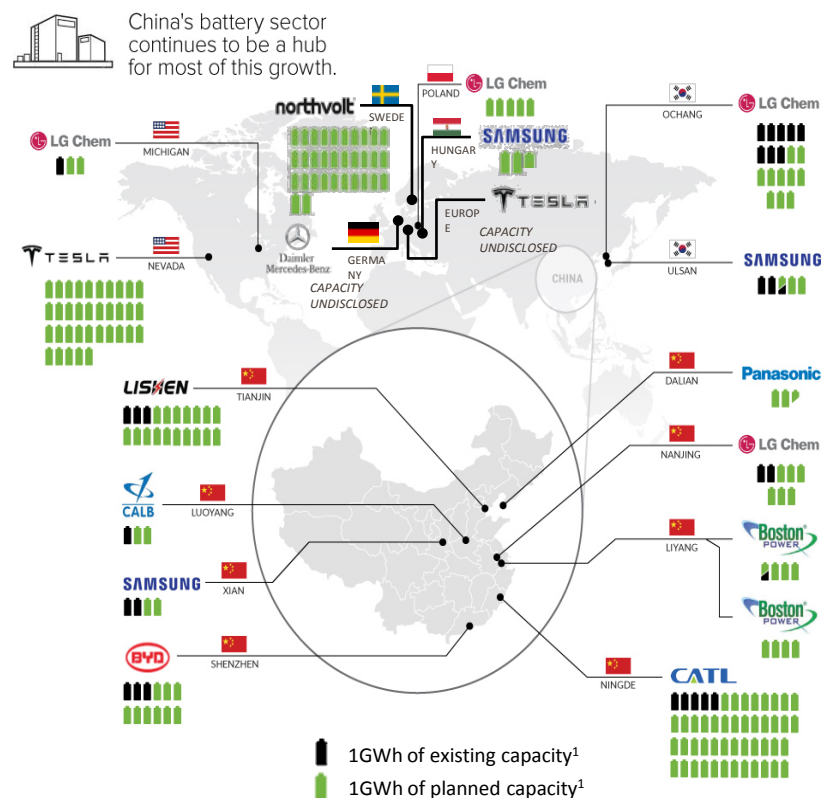 China's battery sector
continues to be a hub
for most of this growth.
northvolt
SWEDE
POLAND
LG Chem
HUNGAR
Y
SAMSUNG
OCHANG
LG Chem
LG Chem
MICHIGAN
TESLA
EUROP
E
CAPACITY
UNDISCLOSED
Daimler
Mercedes-Benz
GERMA
NY
CAPACITY
UNDISCLOSED
TESLA
NEVADA
CHINA
ULSAN
SAMSUNG
LISHEN
TIANJIN
DALIAN
Panasonic
NANJING
LG Chem
CALB
LUOYANG
LIYANG
Boston
POWER
SAMSUNG
XIAN
Boston
POWER
BYD
SHENZHEN
NINGDE
CATL
1GWh of existing capacity1
1GWh of planned capacity1